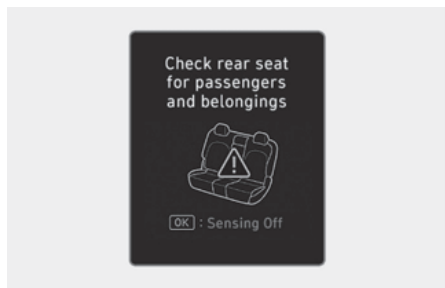 Check rear seat
for passengers
and belongings
OK : Sensing Off